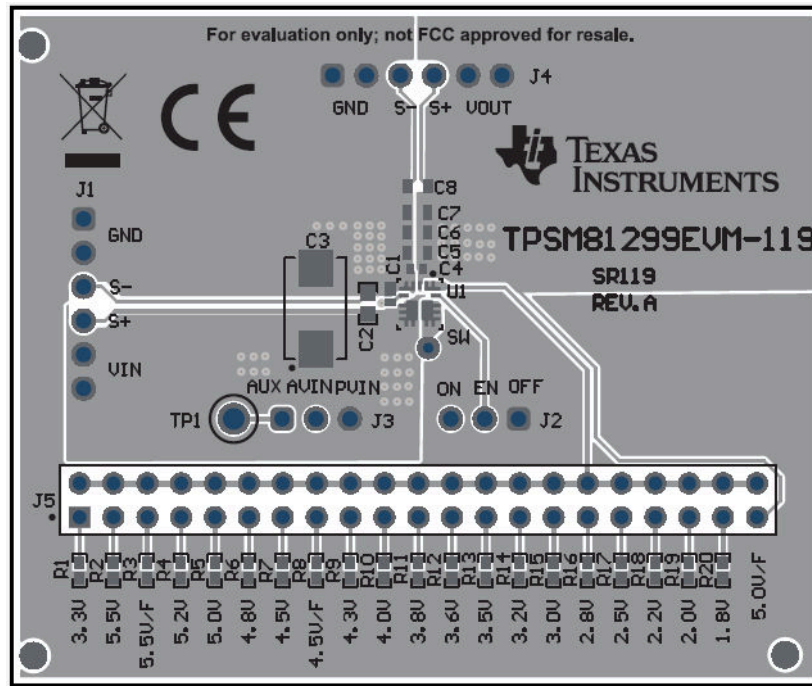 For evaluation only; not FCC approved for resale.
J4
GND S- S+ VOUT
CE
TEXAS
INSTRUMENTS
J1
C8
GND
C7
C6
C5
C4
TPSM81299EVM-119
C3
SR119
REV.A
S-
C1
U1
S+
C2
SW
VIN
AUX AVIN PVIN
ON EN OFF
TP1
J3
J2
J5
R1 R2 R3 R4 R5 R6 R7 R8 R9 R10 R11 R12 R13 R14 R15 R16 R17 R18 R19 R20
3.3V 5.5V 5.5V/F 5.2V 5.0V 4.8V 4.5V 4.5V/F 4.3V 4.0V 3.8V 3.6V 3.5V 3.2V 3.0V 2.8V 2.5V 2.2V 2.0V 1.8V 5.0V/F